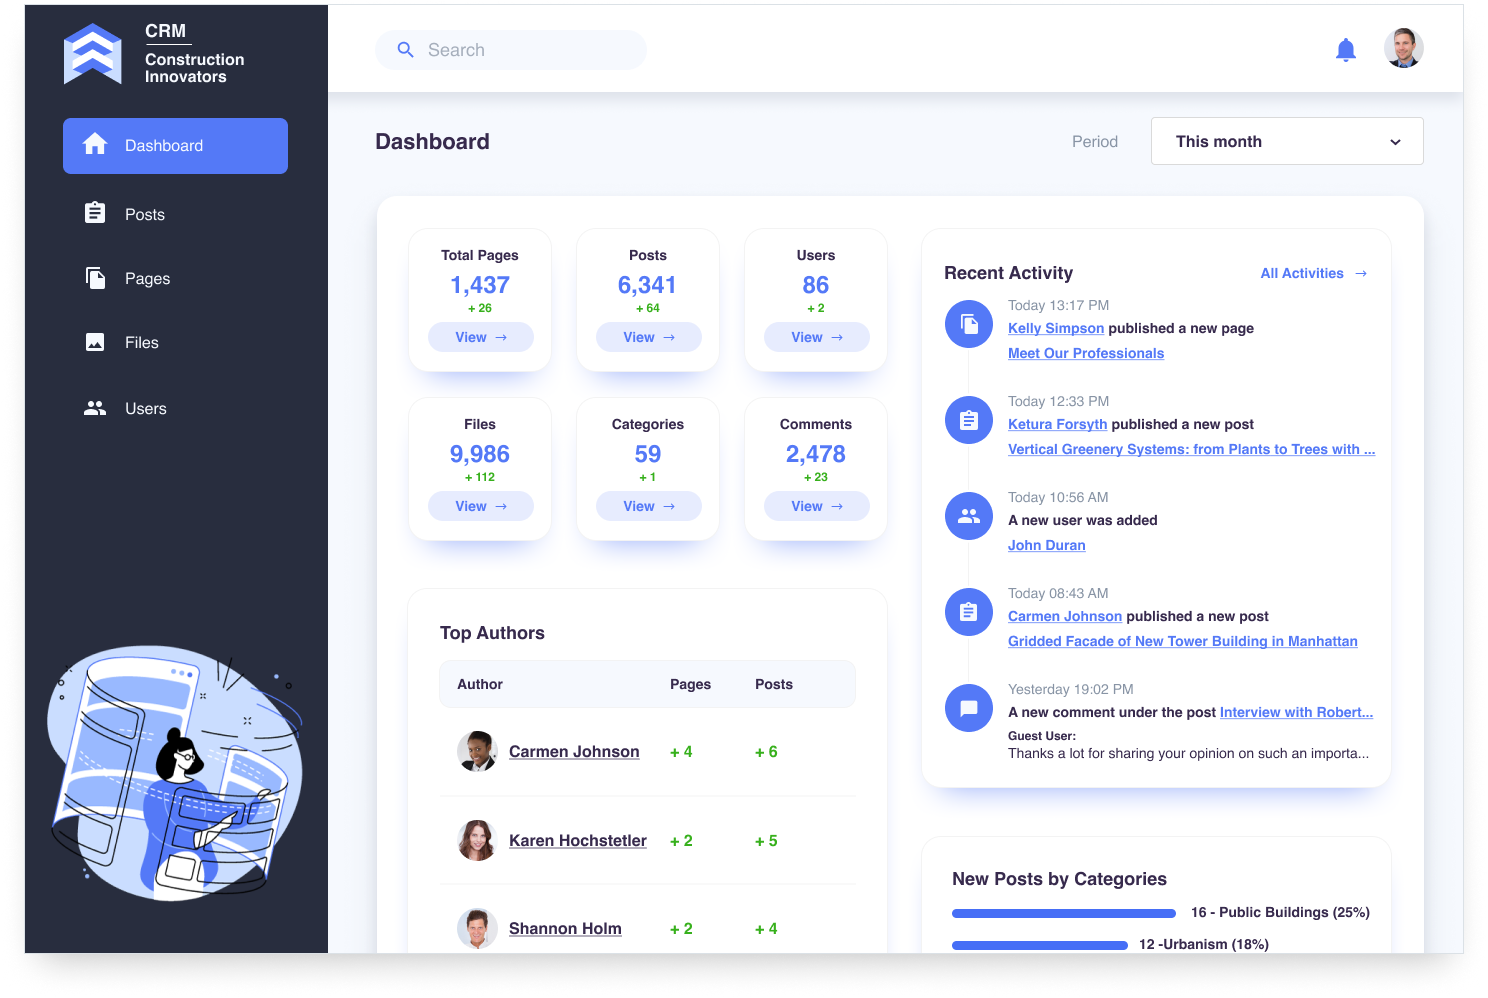 CRM
Construction
Innovators
Dashboard
Posts
Pages
Files
Users
Search
Dashboard
Period
This month
Total Pages
1,437
+ 26
View →
Posts
6,341
+ 64
View →
Users
86
+ 2
View →
Files
9,986
+ 112
View →
Categories
59
+ 1
View →
Comments
2,478
+ 23
View →
Top Authors
Author Pages Posts
Carmen Johnson + 4 + 6
Karen Hochstetler + 2 + 5
Shannon Holm + 2 + 4
Recent Activity All Activities →
Today 13:17 PM
Kelly Simpson published a new page
Meet Our Professionals
Today 12:33 PM
Ketura Forsyth published a new post
Vertical Greenery Systems: from Plants to Trees with ...
Today 10:56 AM
A new user was added
John Duran
Today 08:43 AM
Carmen Johnson published a new post
Gridded Facade of New Tower Building in Manhattan
Yesterday 19:02 PM
A new comment under the post Interview with Robert...
Guest User:
Thanks a lot for sharing your opinion on such an importa...
New Posts by Categories
16 - Public Buildings (25%)
12 -Urbanism (18%)